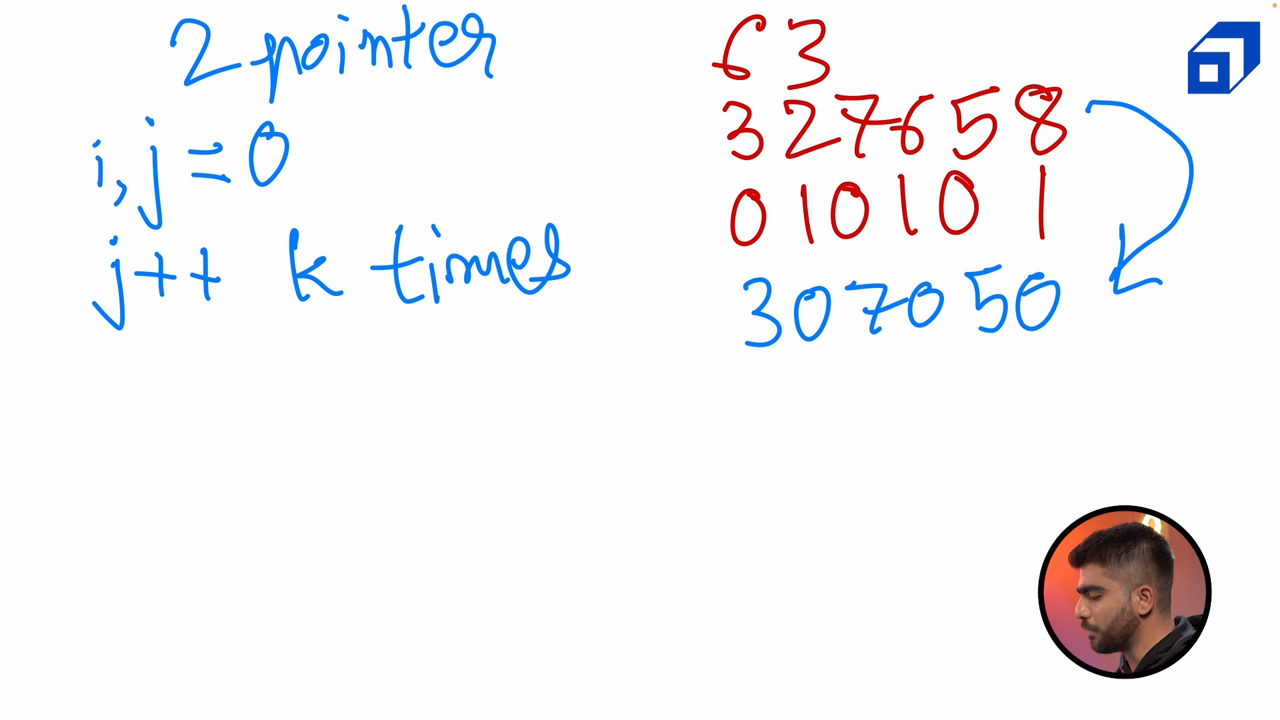 2 pointer
i, j = 0
j++ k times
6 3
3 2 7 6 5 8
0 1 0 1 0 1
3 0 7 0 5 0